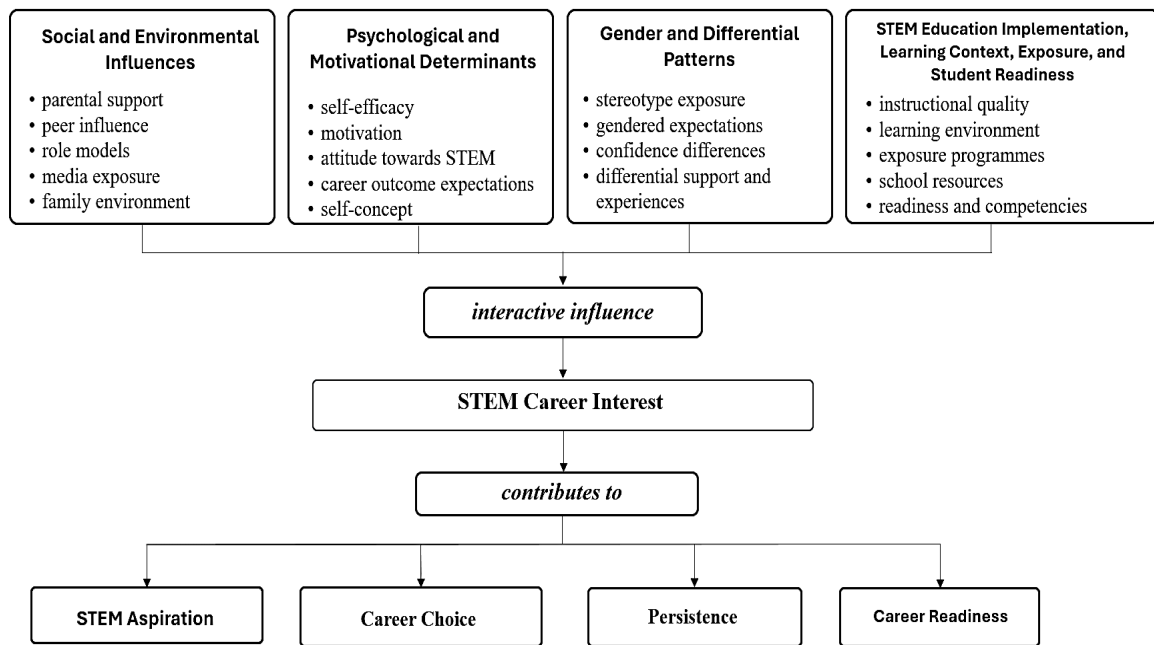 Social and Environmental
Influences
• parental support
• peer influence
• role models
• media exposure
• family environment
Psychological and
Motivational Determinants
• self-efficacy
• motivation
• attitude towards STEM
• career outcome expectations
• self-concept
Gender and Differential
Patterns
• stereotype exposure
• gendered expectations
• confidence differences
• differential support and
experiences
STEM Education Implementation,
Learning Context, Exposure, and
Student Readiness
• instructional quality
• learning environment
• exposure programmes
• school resources
• readiness and competencies
interactive influence
STEM Career Interest
contributes to
STEM Aspiration
Career Choice
Persistence
Career Readiness